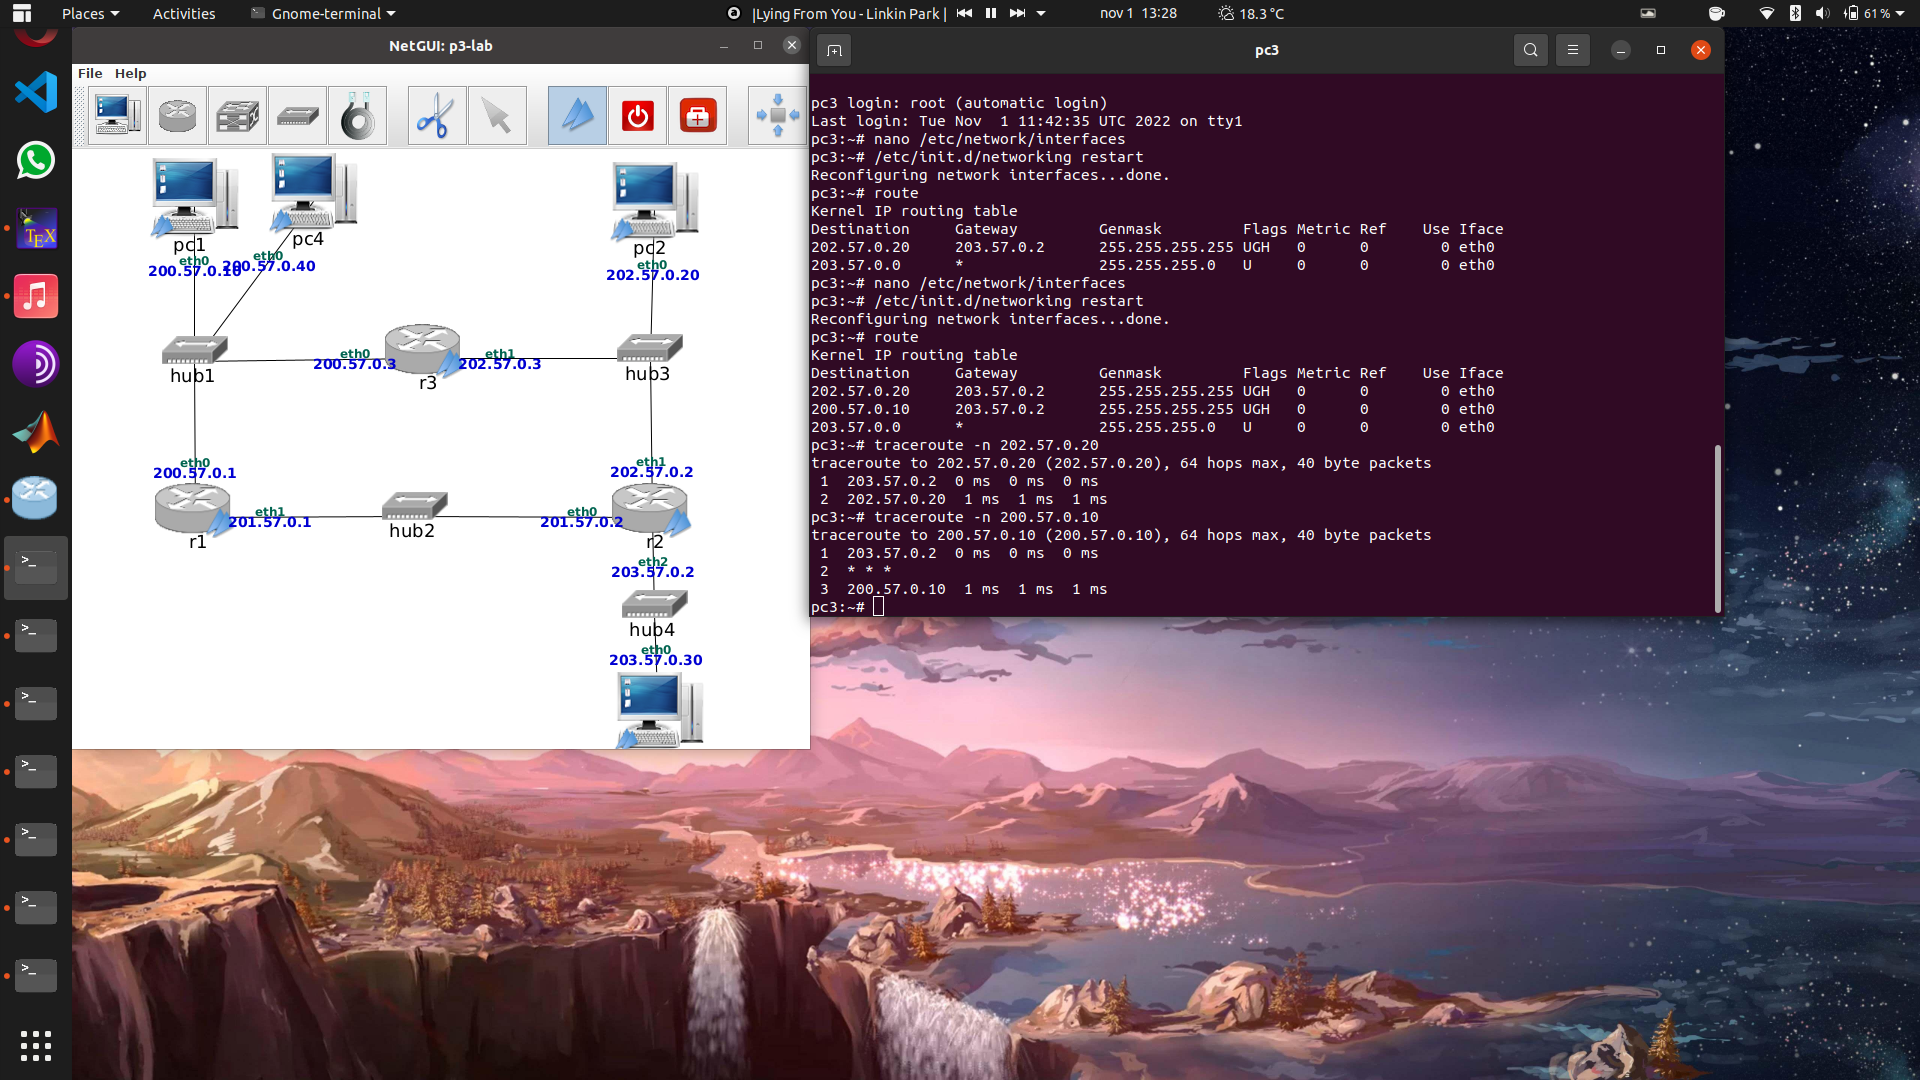 Places
Activities
Gnome-terminal
|Lying From You - Linkin Park |
nov 1 13:28
18.3 °C
61 %
NetGUI: p3-lab
File Help
pc1
pc4
pc2
eth0
200.57.0.10
eth0
200.57.0.40
eth0
202.57.0.20
hub1
eth0
200.57.0.3
r3
eth1
202.57.0.3
hub3
eth0
200.57.0.1
eth1
202.57.0.2
r1
eth1
201.57.0.1
hub2
eth0
201.57.0.2
r2
eth2
203.57.0.2
hub4
eth0
203.57.0.30
TEX
pc3
pc3 login: root (automatic login)
Last login: Tue Nov  1 11:42:35 UTC 2022 on tty1
pc3:~# nano /etc/network/interfaces
pc3:~# /etc/init.d/networking restart
Reconfiguring network interfaces...done.
pc3:~# route
Kernel IP routing table
Destination     Gateway         Genmask         Flags Metric Ref    Use Iface
202.57.0.20     203.57.0.2      255.255.255.255 UGH   0      0        0 eth0
203.57.0.0      *               255.255.255.0   U     0      0        0 eth0
pc3:~# nano /etc/network/interfaces
pc3:~# /etc/init.d/networking restart
Reconfiguring network interfaces...done.
pc3:~# route
Kernel IP routing table
Destination     Gateway         Genmask         Flags Metric Ref    Use Iface
202.57.0.20     203.57.0.2      255.255.255.255 UGH   0      0        0 eth0
200.57.0.10     203.57.0.2      255.255.255.255 UGH   0      0        0 eth0
203.57.0.0      *               255.255.255.0   U     0      0        0 eth0
pc3:~# traceroute -n 202.57.0.20
traceroute to 202.57.0.20 (202.57.0.20), 64 hops max, 40 byte packets
 1  203.57.0.2  0 ms  0 ms  0 ms
 2  202.57.0.20  1 ms  1 ms  1 ms
pc3:~# traceroute -n 200.57.0.10
traceroute to 200.57.0.10 (200.57.0.10), 64 hops max, 40 byte packets
 1  203.57.0.2  0 ms  0 ms  0 ms
 2  * * *
 3  200.57.0.10  1 ms  1 ms  1 ms
pc3:~#